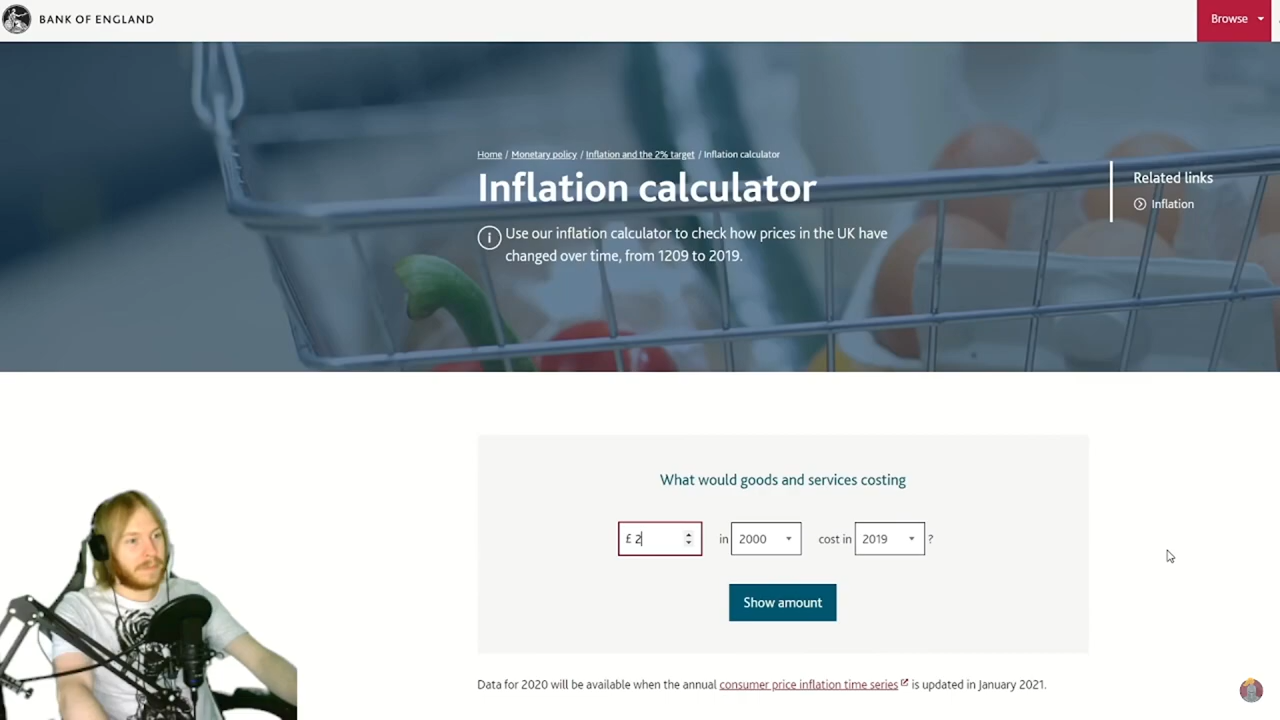 BANK OF ENGLAND
Browse
Home / Monetary policy / Inflation and the 2% target / Inflation calculator
Inflation calculator
Use our inflation calculator to check how prices in the UK have
changed over time, from 1209 to 2019.
Related links
Inflation
What would goods and services costing
£ 2 in 2000 cost in 2019 ?
Show amount
Data for 2020 will be available when the annual consumer price inflation time series is updated in January 2021.